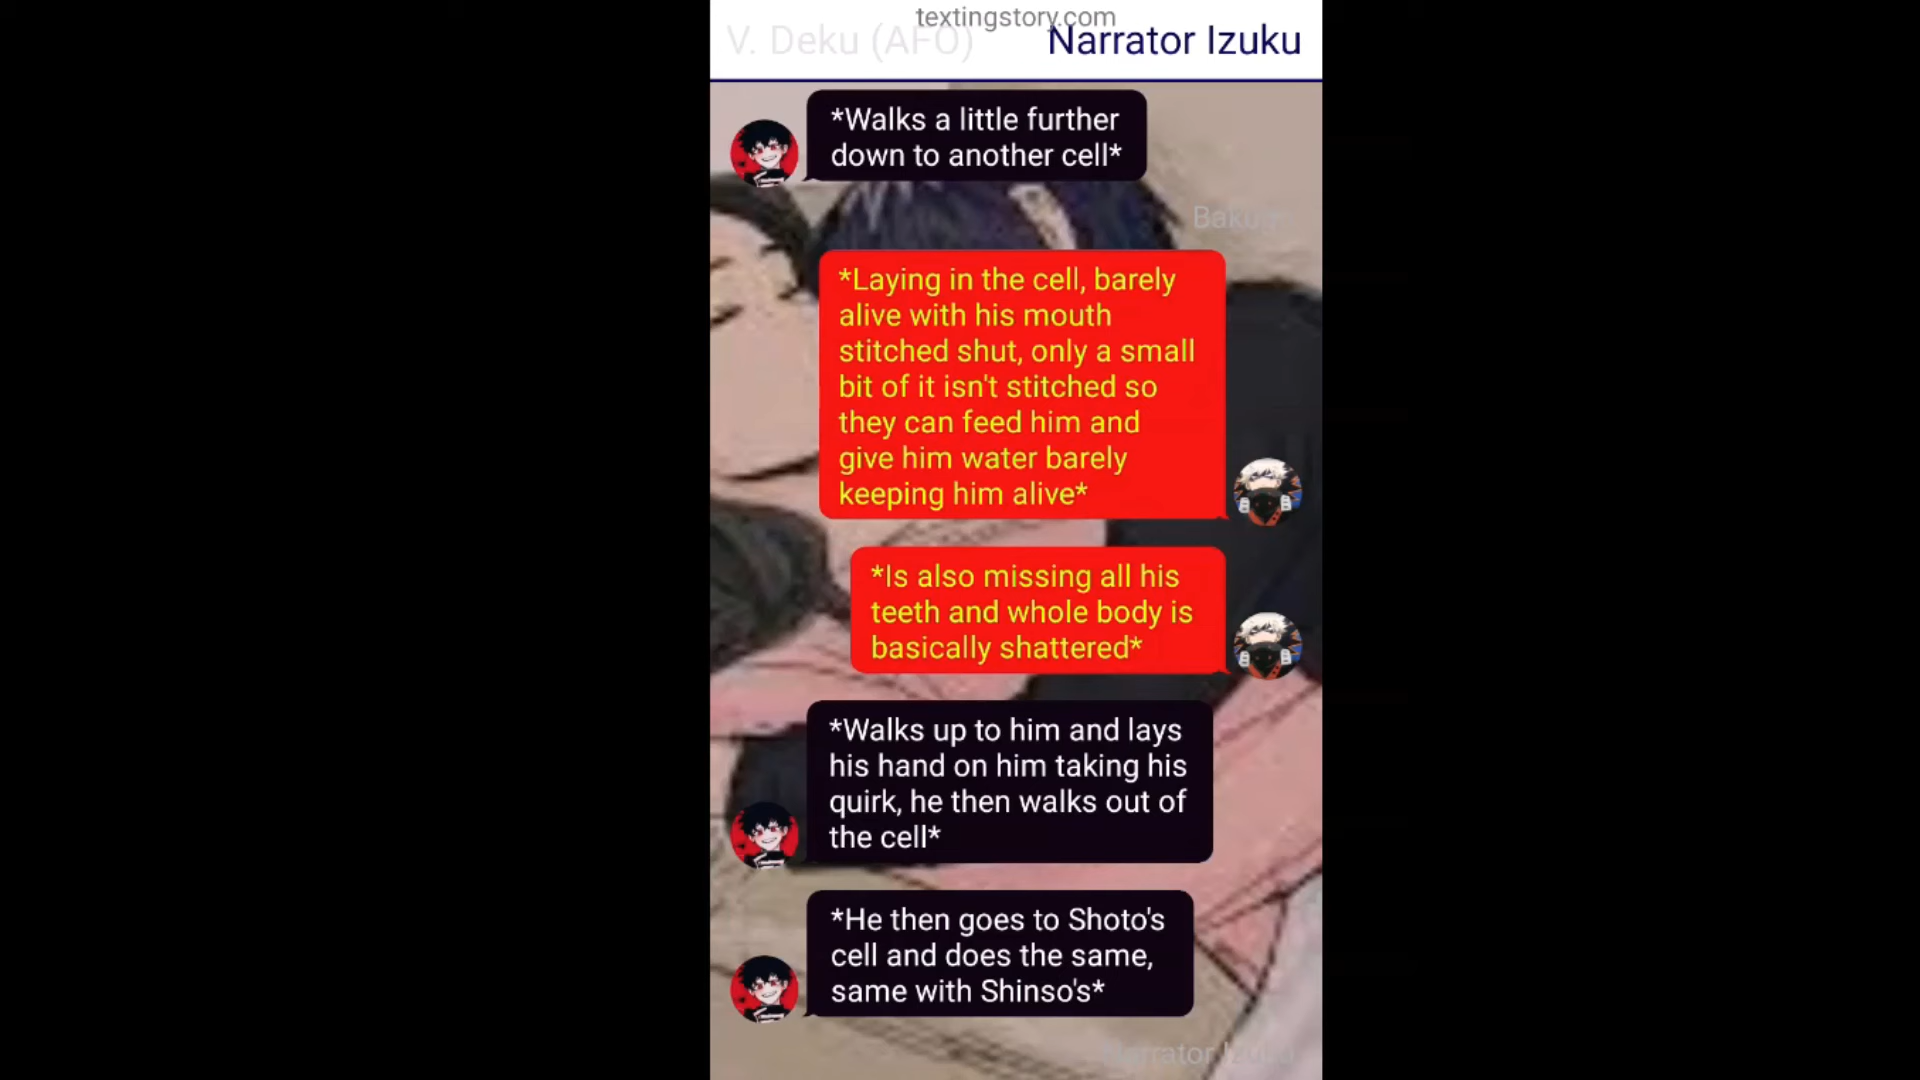 textingstory.com
V. Deku (AFO)
Narrator Izuku
*Walks a little further
down to another cell*
*Laying in the cell, barely
alive with his mouth
stitched shut, only a small
bit of it isn't stitched so
they can feed him and
give him water barely
keeping him alive*
*Is also missing all his
teeth and whole body is
basically shattered*
*Walks up to him and lays
his hand on him taking his
quirk, he then walks out of
the cell*
*He then goes to Shoto's
cell and does the same,
same with Shinso's*
Narrator Izuku